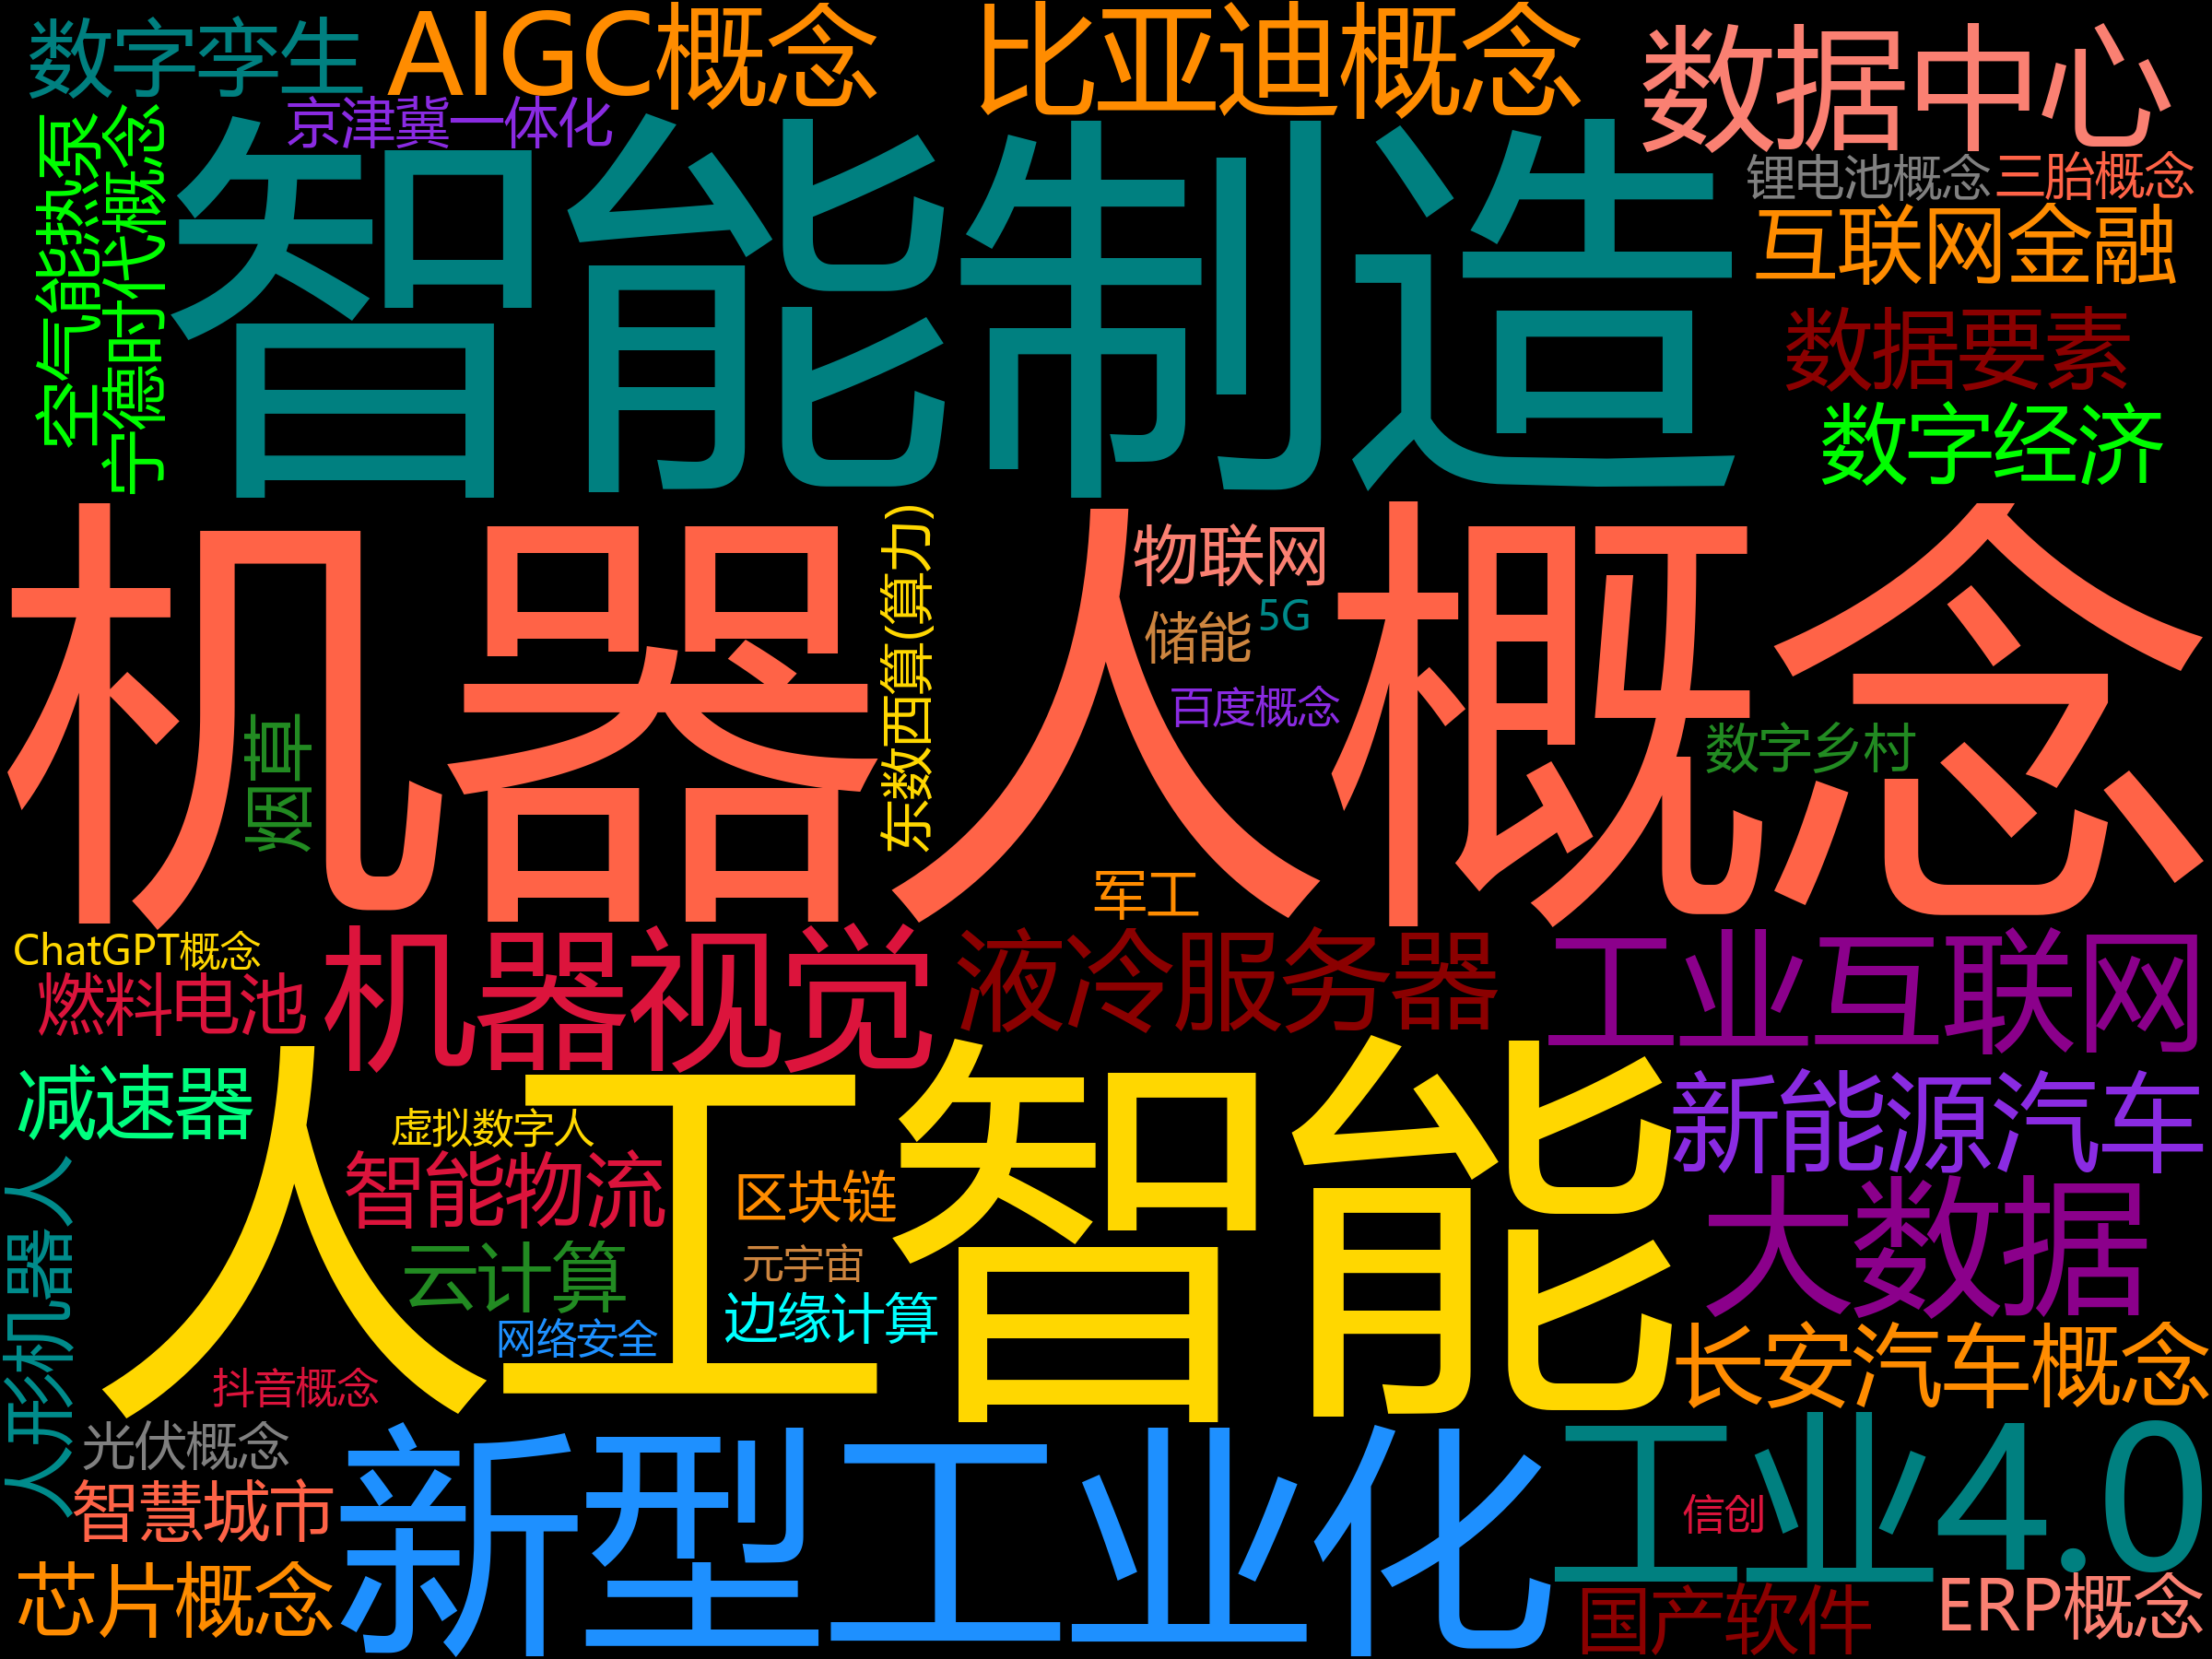 数字孪生
AIGC概念
比亚迪概念
数据中心
京津冀一体化
空气能热泵
宁德时代概念
智能制造
锂电池概念
三胎概念
互联网金融
数据要素
数字经济
机器人概念
东数西算(算力)
物联网
储能
5G
百度概念
数字乡村
烟草
军工
ChatGPT概念
燃料电池
机器视觉
液冷服务器
工业互联网
减速器
人工智能
新能源汽车
虚拟数字人
智能物流
区块链
大数据
人形机器人
云计算
元宇宙
边缘计算
网络安全
长安汽车概念
抖音概念
光伏概念
智慧城市
新型工业化
工业4.0
信创
芯片概念
国产软件
ERP概念